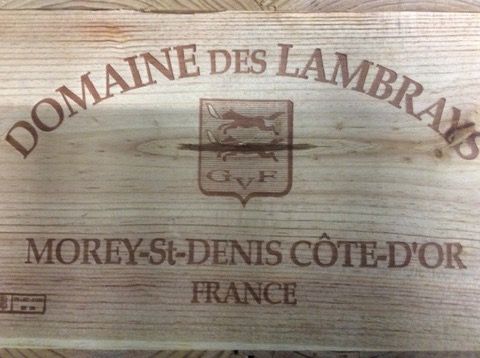 DOMAINE DES LAMBRAYS
GVF
MOREY-St-DENIS CÔTE-D'OR
FRANCE